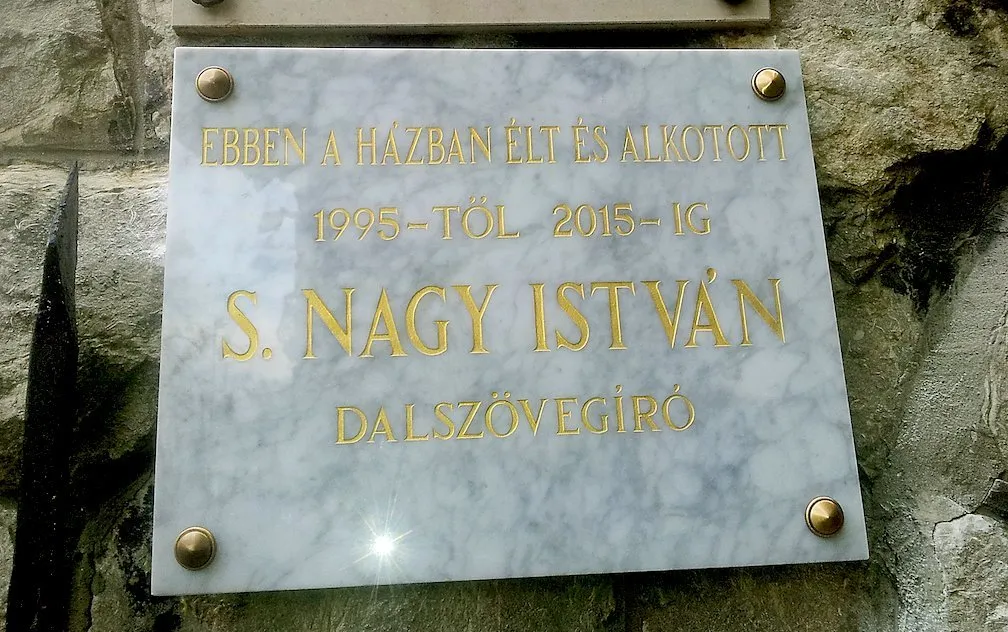 EBBEN A HÁZBAN ÉLT ÉS ALKOTOTT
1995-TŐL 2015-IG
S. NAGY ISTVÁN
DALSZÖVEGÍRÓ